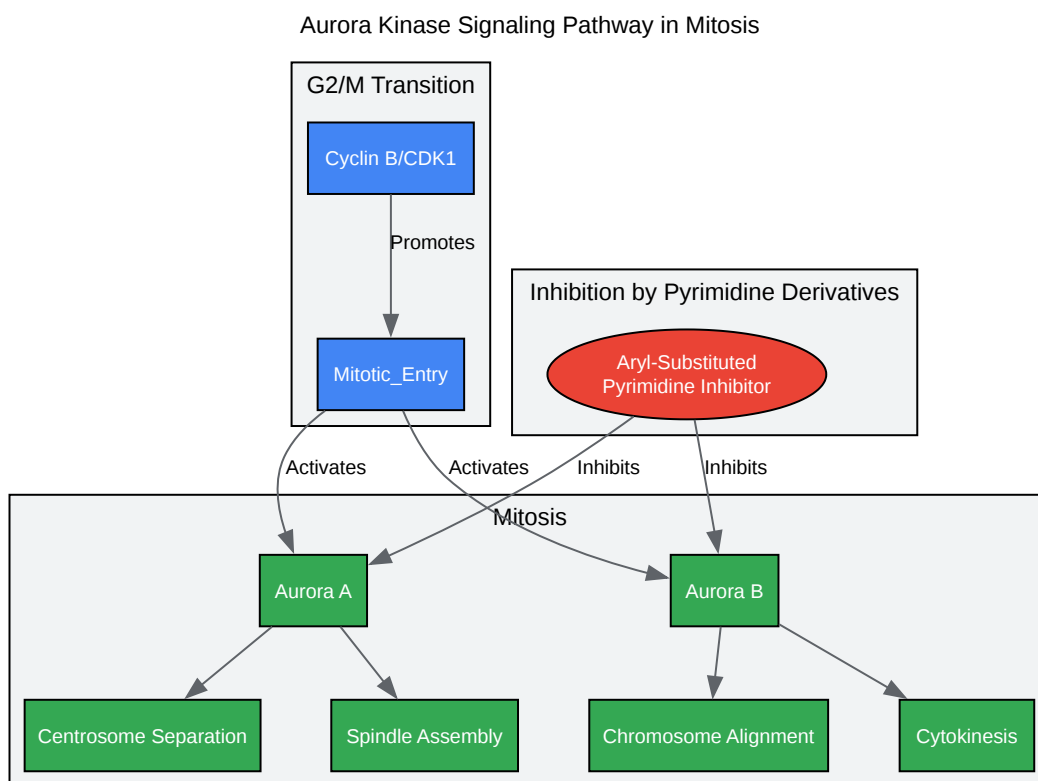 Aurora Kinase Signaling Pathway in Mitosis
G2/M Transition
Cyclin B/CDK1
Promotes
Inhibition by Pyrimidine Derivatives
Mitotic_Entry
Aryl-Substituted
Pyrimidine Inhibitor
Activates
Activates
Inhibits
Inhibits
Mitosis
Aurora A
Aurora B
Centrosome Separation
Spindle Assembly
Chromosome Alignment
Cytokinesis